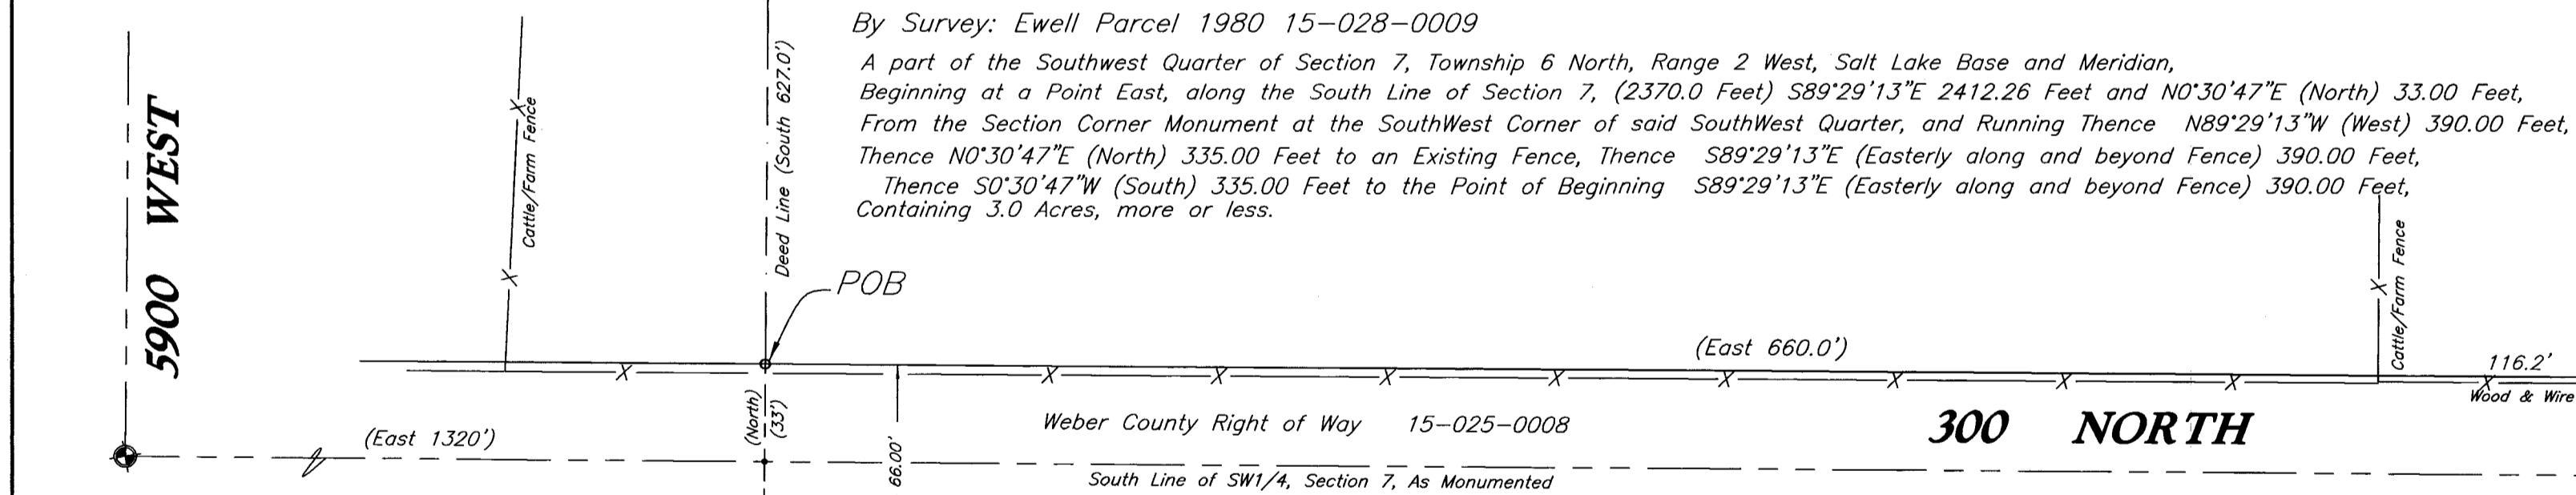 By Survey: Ewell Parcel 1980 15-028-0009
A part of the Southwest Quarter of Section 7, Township 6 North, Range 2 West, Salt Lake Base and Meridian,
Beginning at a Point East, along the South Line of Section 7, (2370.0 Feet) S89°29'13"E 2412.26 Feet and N0°30'47"E (North) 33.00 Feet,
From the Section Corner Monument at the SouthWest Corner of said SouthWest Quarter, and Running Thence N89°29'13"W (West) 390.00 Feet,
Thence N0°30'47"E (North) 335.00 Feet to an Existing Fence, Thence S89°29'13"E (Easterly along and beyond Fence) 390.00 Feet,
Thence S0°30'47"W (South) 335.00 Feet to the Point of Beginning S89°29'13"E (Easterly along and beyond Fence) 390.00 Feet,
Containing 3.0 Acres, more or less.
5900 WEST
Cattle/Farm Fence
Deed Line (South 627.0')
POB
(East 660.0')
Cattle/Farm Fence
116.2'
Wood & Wire
(East 1320')
(North)
(33')
66.00'
Weber County Right of Way 15-025-0008
300 NORTH
South Line of SW1/4, Section 7, As Monumented